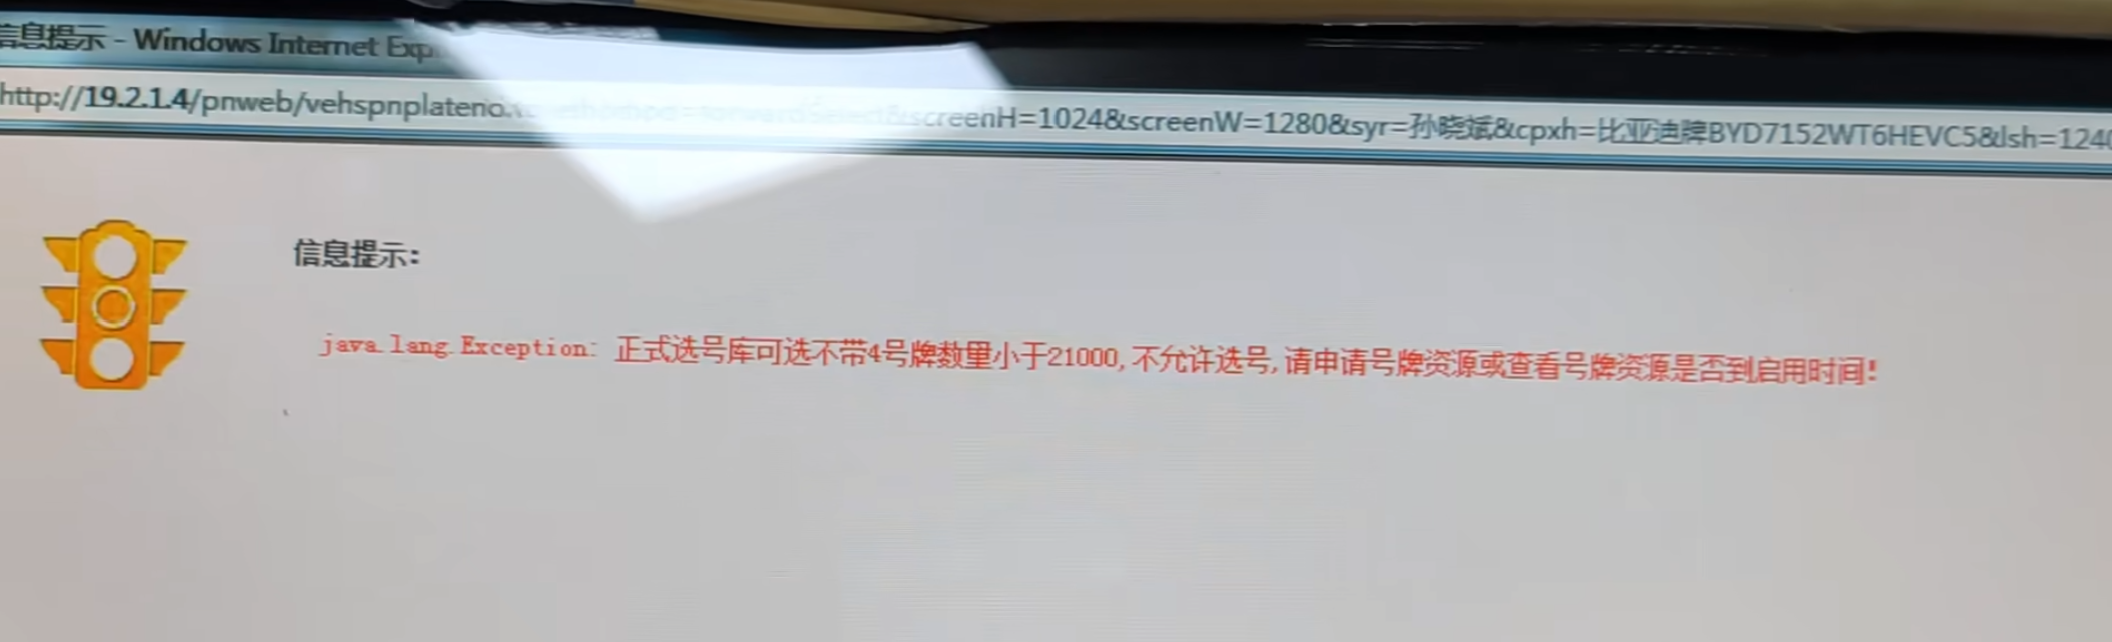 信息提示 - Windows Internet Exp
http://19.2.1.4/pnweb/vehspnplateno. screenH=1024&screenW=1280&syr=孙晓斌&cpxh=比亚迪牌BYD7152WT6HEVC5&lsh=1240
信息提示：
java.lang.Exception: 正式选号库可选不带4号牌数量小于21000,不允许选号,请申请号牌资源或查看号牌资源是否到启用时间!